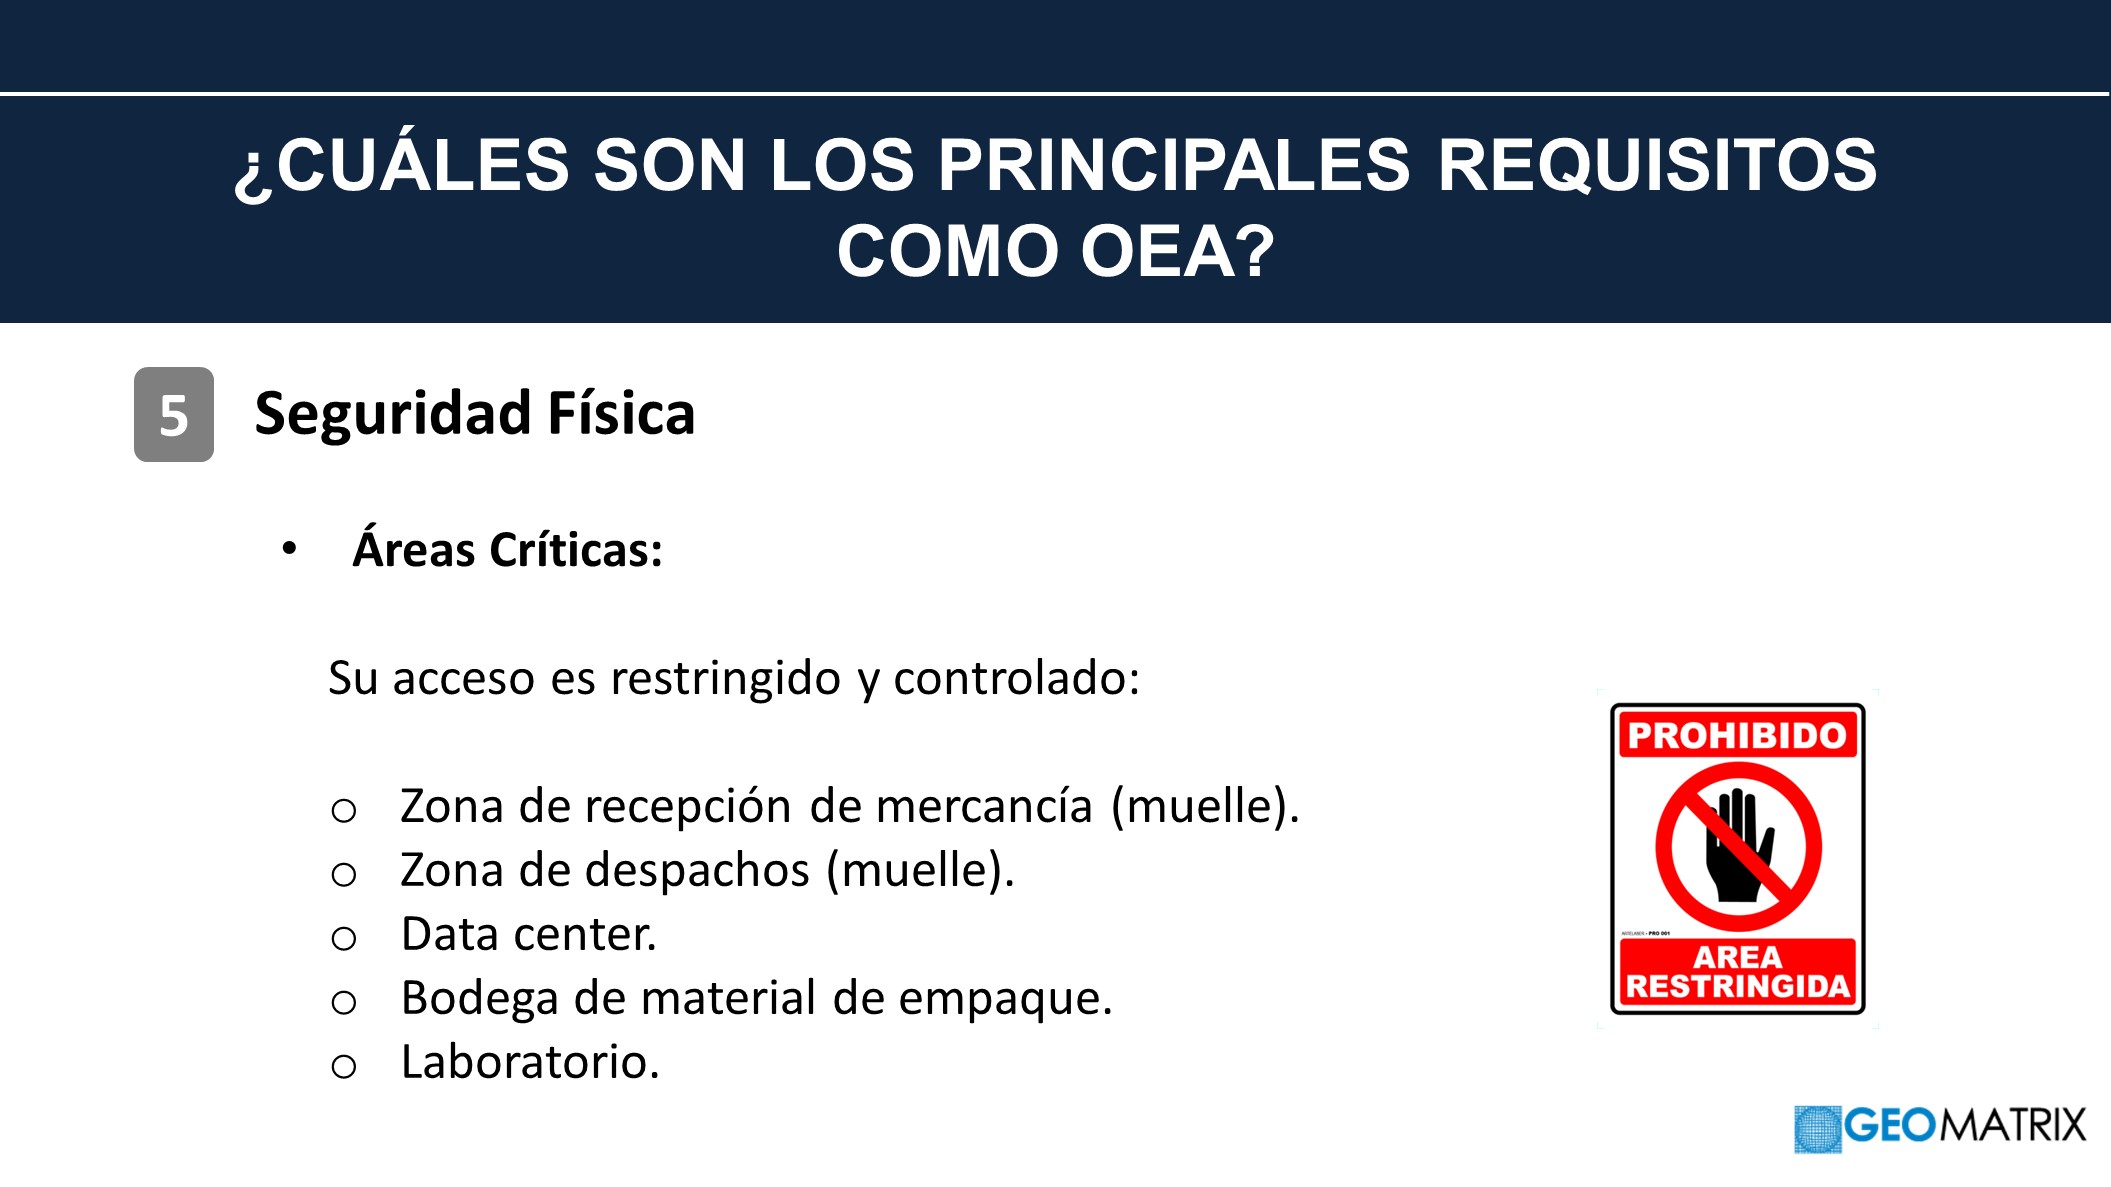 ¿CUÁLES SON LOS PRINCIPALES REQUISITOS
COMO OEA?
5
Seguridad Física
• Áreas Críticas:
Su acceso es restringido y controlado:
o Zona de recepción de mercancía (muelle).
o Zona de despachos (muelle).
o Data center.
o Bodega de material de empaque.
o Laboratorio.
PROHIBIDO
PRO 001
AREA
RESTRINGIDA
GEOMATRIX